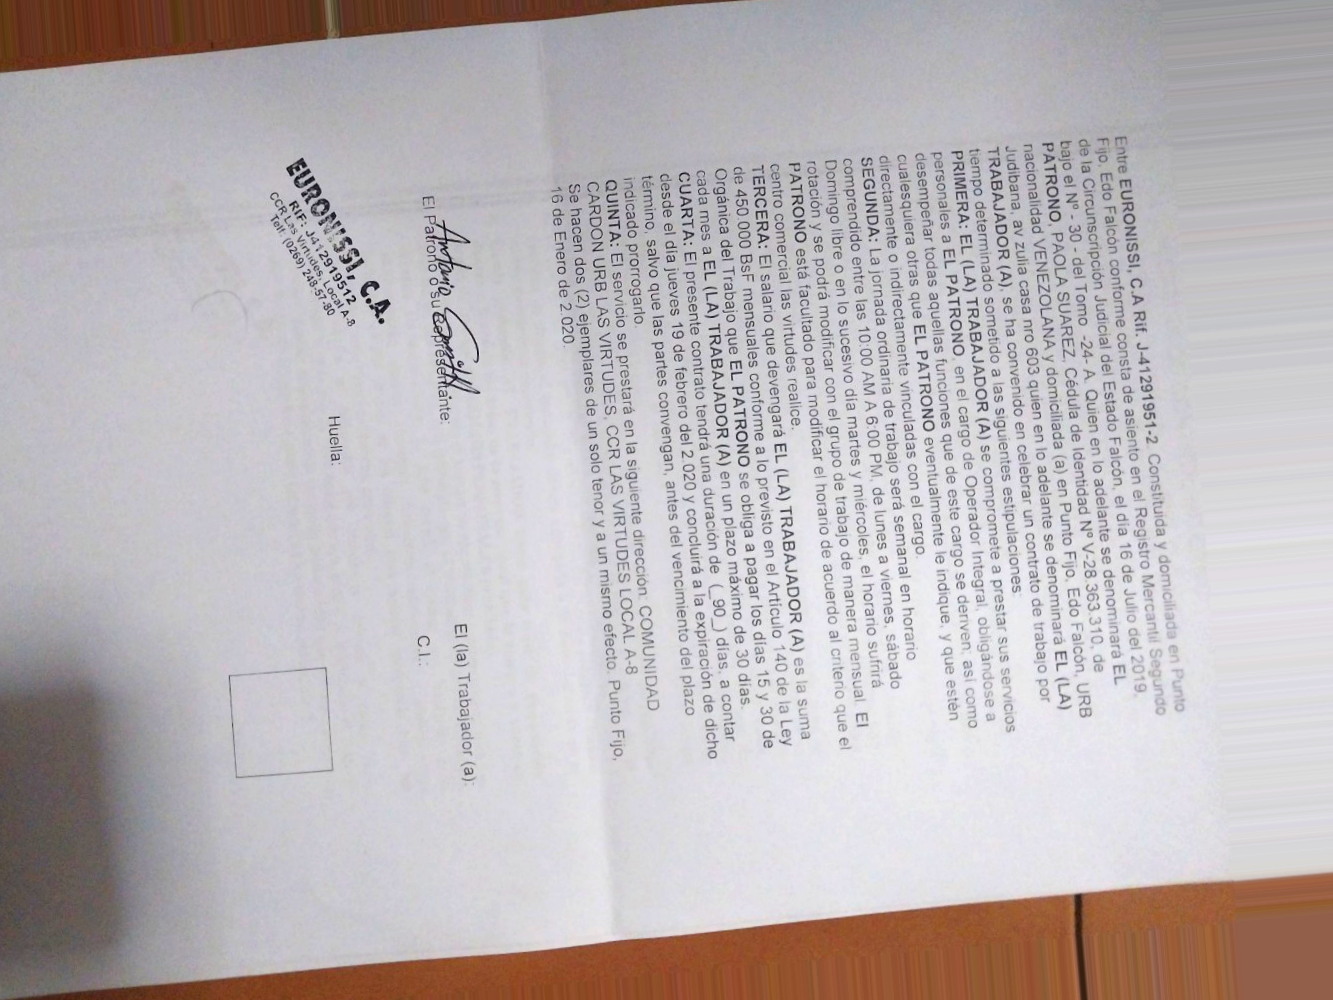 Entre EURONISSI, C.A Rif. J-41291951-2. Constituida y domiciliada en Punto
Fijo, Edo Falcón conforme consta de asiento en el Registro Mercantil Segundo
de la Circunscripción Judicial del Estado Falcón, el día 16 de Julio del 2019,
bajo el Nº - 30 - del Tomo -24- A. Quien en lo adelante se denominará EL
PATRONO, PAOLA SUAREZ, Cédula de Identidad Nº V-28.363.310, de
nacionalidad VENEZOLANA y domiciliada (a) en Punto Fijo, Edo Falcón, URB
Judibana, av zulia casa nro 603 quien en lo adelante se denominará EL (LA)
TRABAJADOR (A), se ha convenido en celebrar un contrato de trabajo por
tiempo determinado sometido a las siguientes estipulaciones:
PRIMERA: EL (LA) TRABAJADOR (A) se compromete a prestar sus servicios
personales a EL PATRONO, en el cargo de Operador Integral, obligándose a
desempeñar todas aquellas funciones que de este cargo se deriven, así como
cualesquiera otras que EL PATRONO eventualmente le indique, y que estén
directamente o indirectamente vinculadas con el cargo.
SEGUNDA: La jornada ordinaria de trabajo será semanal en horario
comprendido entre las 10:00 AM A 6:00 PM, de lunes a viernes, sábado
Domingo libre o en lo sucesivo día martes y miércoles, el horario sufrirá
rotación y se podrá modificar con el grupo de trabajo de manera mensual. El
PATRONO está facultado para modificar el horario de acuerdo al criterio que el
centro comercial las virtudes realice.
TERCERA: El salario que devengará EL (LA) TRABAJADOR (A) es la suma
de 450 000 BsF mensuales conforme a lo previsto en el Artículo 140 de la Ley
Orgánica del Trabajo que EL PATRONO se obliga a pagar los días 15 y 30 de
cada mes a EL (LA) TRABAJADOR (A) en un plazo máximo de 30 días.
CUARTA: El presente contrato tendrá una duración de (_90_) días, a contar
desde el día jueves 19 de febrero del 2.020 y concluirá a la expiración de dicho
término, salvo que las partes convengan, antes del vencimiento del plazo
indicado prorrogarlo.
QUINTA: El servicio se prestará en la siguiente dirección: COMUNIDAD
CARDON URB LAS VIRTUDES, CCR LAS VIRTUDES LOCAL A-8
Se hacen dos (2) ejemplares de un solo tenor y a un mismo efecto. Punto Fijo,
16 de Enero de 2.020.
El Patrono o su Representante:
El (la) Trabajador (a):
C.I.:
EURONISSI, C.A.
RIF: J-412919512
CCR Las Virtudes, Local A-8
Telf: (0269) 248-57-80
Huella: